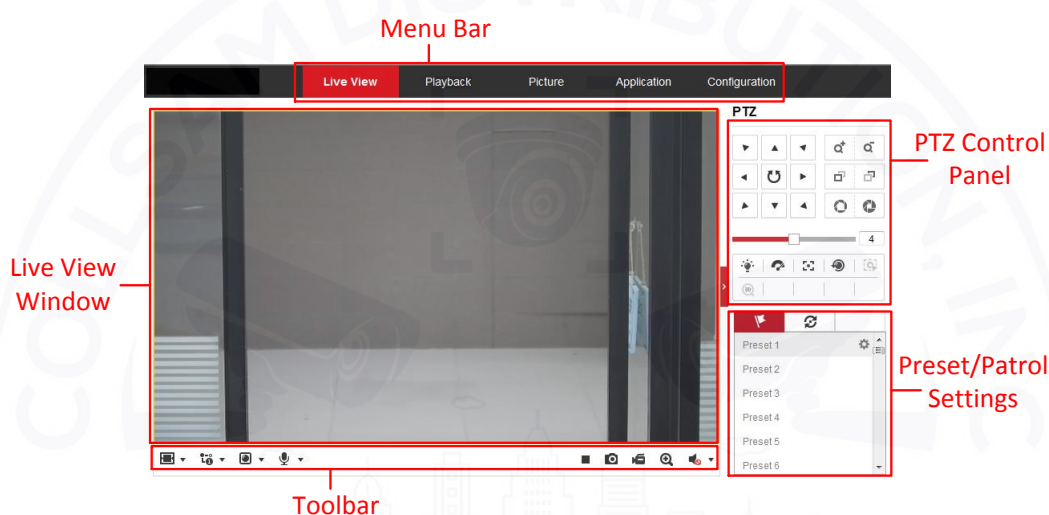 Menu Bar
Live View Playback Picture Application Configuration
PTZ
PTZ Control
Panel
4
Live View
Window
Preset 1
Preset 2
Preset 3
Preset 4
Preset 5
Preset 6
Preset/Patrol
Settings
Toolbar